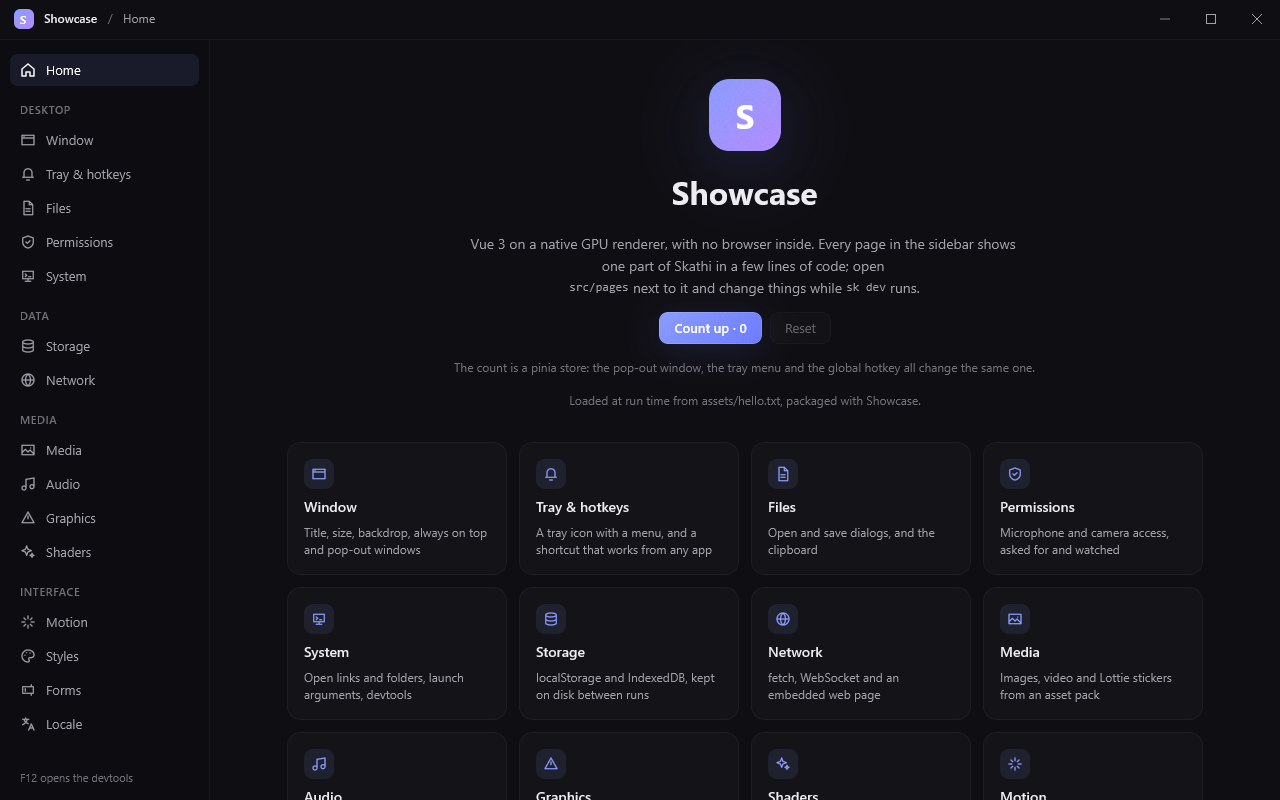 S Showcase / Home
Home
DESKTOP
Window
Tray & hotkeys
Files
Permissions
System
DATA
Storage
Network
MEDIA
Media
Audio
Graphics
Shaders
INTERFACE
Motion
Styles
Forms
Locale
F12 opens the devtools
S
Showcase
Vue 3 on a native GPU renderer, with no browser inside. Every page in the sidebar shows
one part of Skathi in a few lines of code; open
src/pages next to it and change things while sk dev runs.
Count up · 0
Reset
The count is a pinia store: the pop-out window, the tray menu and the global hotkey all change the same one.
Loaded at run time from assets/hello.txt, packaged with Showcase.
Window
Title, size, backdrop, always on top
and pop-out windows
Tray & hotkeys
A tray icon with a menu, and a
shortcut that works from any app
Files
Open and save dialogs, and the
clipboard
Permissions
Microphone and camera access,
asked for and watched
System
Open links and folders, launch
arguments, devtools
Storage
localStorage and IndexedDB, kept
on disk between runs
Network
fetch, WebSocket and an
embedded web page
Media
Images, video and Lottie stickers
from an asset pack
Audio
Graphics
Shaders
Motion